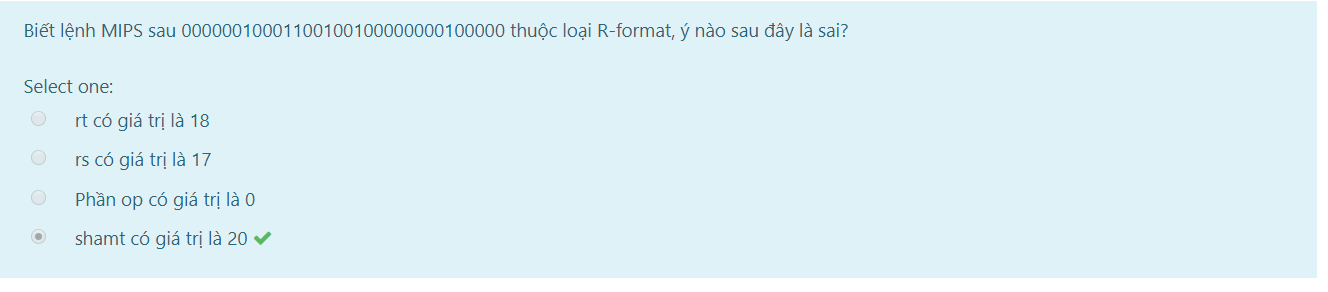 Biết lệnh MIPS sau 00000010001100100100000000100000 thuộc loại R-format, ý nào sau đây là sai?
Select one:
rt có giá trị là 18
rs có giá trị là 17
Phần op có giá trị là 0
shamt có giá trị là 20